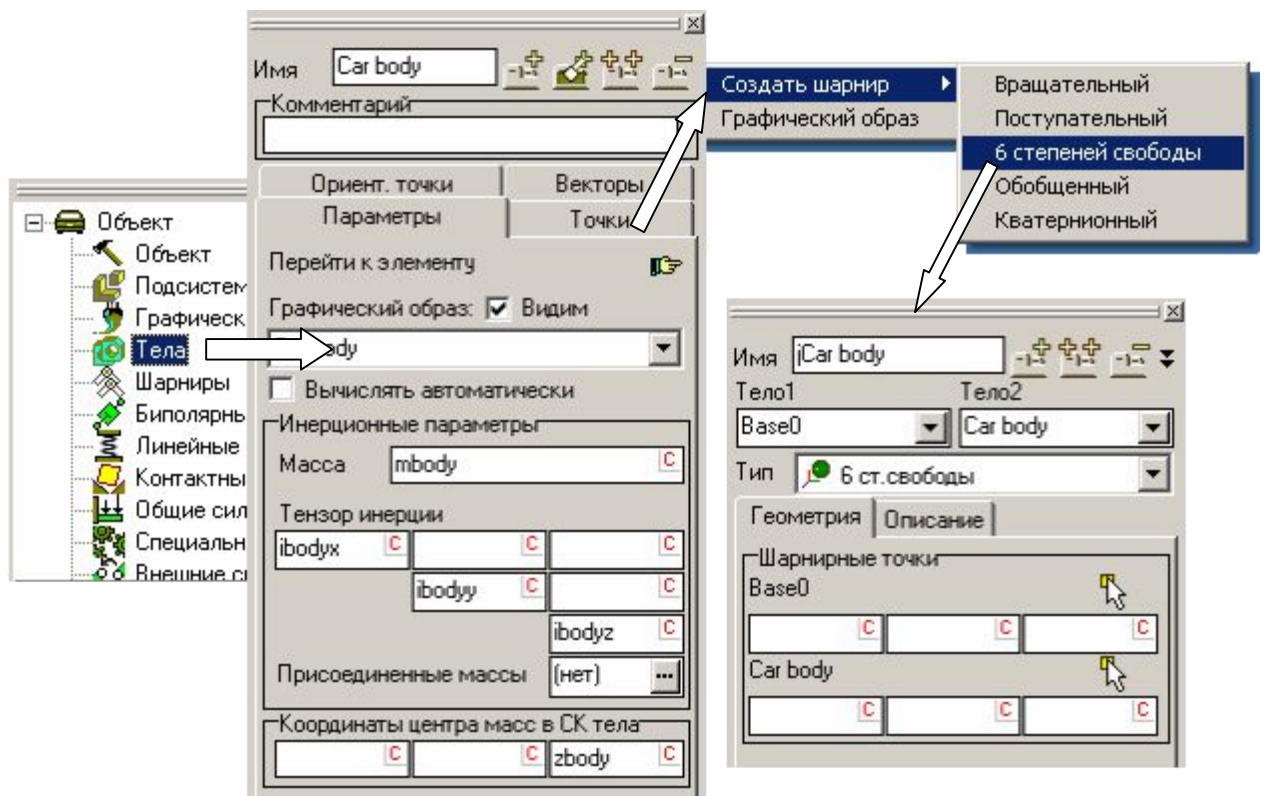 Объект
Объект
Подсистем
Графическ
Тела
Шарниры
Биполярнь
Линейные
Контактны
Общие сил
Специальн
Внешние
Имя Car body
Комментарий
Ориент. точки Векторы
Параметры Точки
Перейти к элементу
Графический образ: Видим
dy
Вычислять автоматически
Инерционные параметры
Масса mbody C
Тензор инерции
ibodyx C C C
ibodyy C C
ibodyz C
Присоединенные массы (нет) ...
Координаты центра масс в СК тела
C C zbody C
Создать шарнир
Графический образ
Вращательный
Поступательный
6 степеней свободы
Обобщенный
Кватернионный
Имя jCar body
Тело1 Тело2
Base0 Car body
Тип 6 ст.свободы
Геометрия Описание
Шарнирные точки
Base0
C C C
Car body
C C C